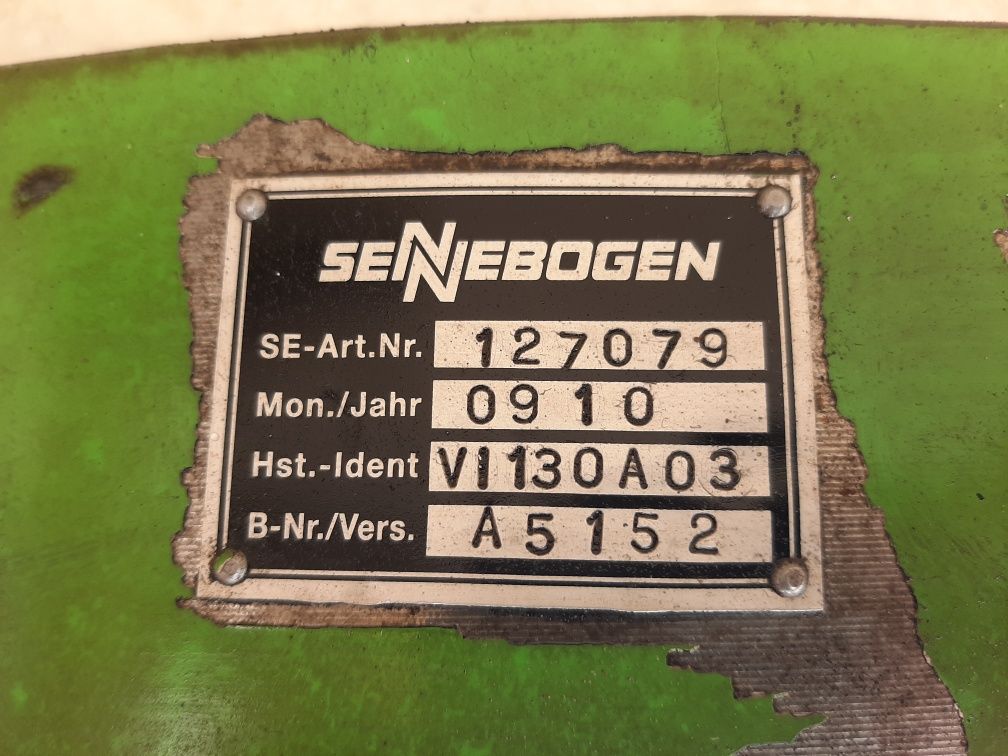 SENNEBOGEN
SE-Art.Nr. 127079
Mon./Jahr 0910
Hst.-Ident VI130A03
B-Nr./Vers. A5152